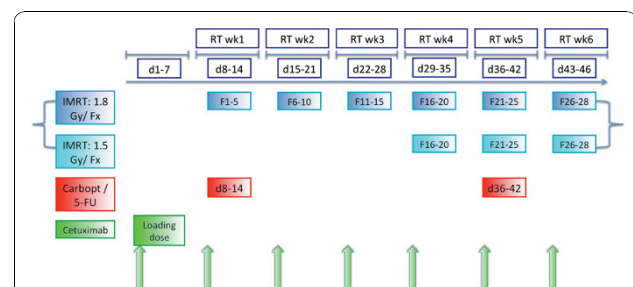 RT wk1 RT wk2 RT wk3 RT wk4 RT wk5 RT wk6
d1-7 d8-14 d15-21 d22-28 d29-35 d36-42 d43-46
IMRT: 1.8 F1-5 F6-10 F11-15 F16-20 F21-25 F26-28
Gy/ Fx
IMRT: 1.5 F16-20 F21-25 F26-28
Gy/ Fx
Carbopt / d8-14 d36-42
5-FU
Cetuximab Loading
dose